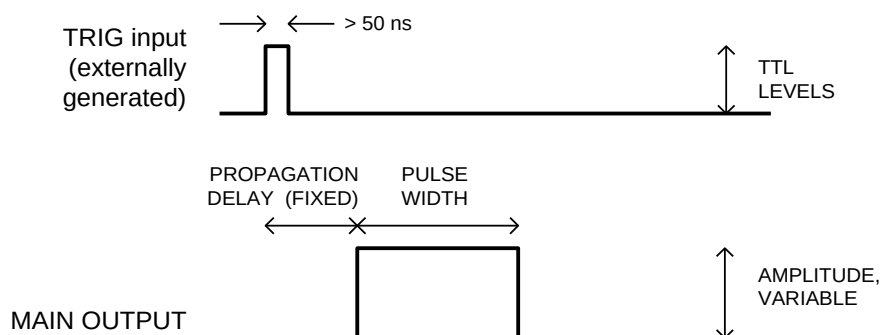 > 50 ns
TRIG input
(externally
generated)
TTL
LEVELS
PROPAGATION
DELAY (FIXED)
PULSE
WIDTH
AMPLITUDE,
VARIABLE
MAIN OUTPUT